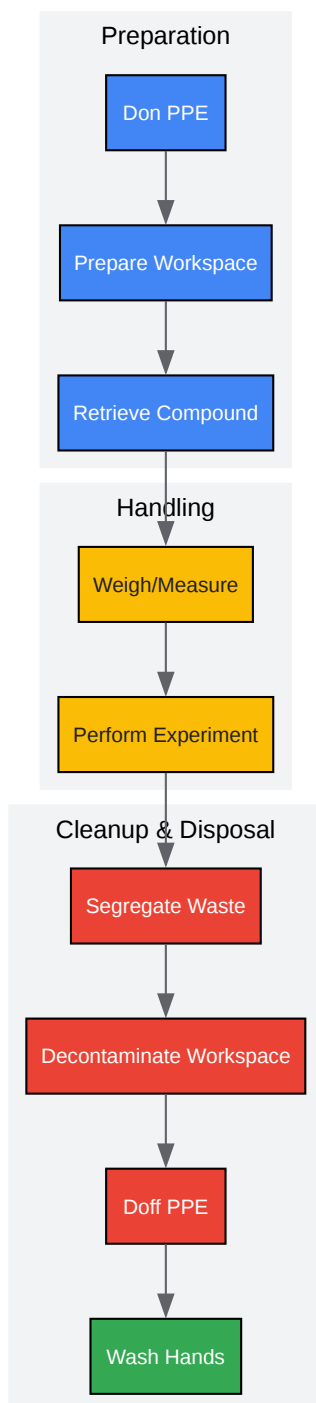 Preparation
Don PPE
Prepare Workspace
Retrieve Compound
Handling
Weigh/Measure
Perform Experiment
Cleanup & Disposal
Segregate Waste
Decontaminate Workspace
Doff PPE
Wash Hands